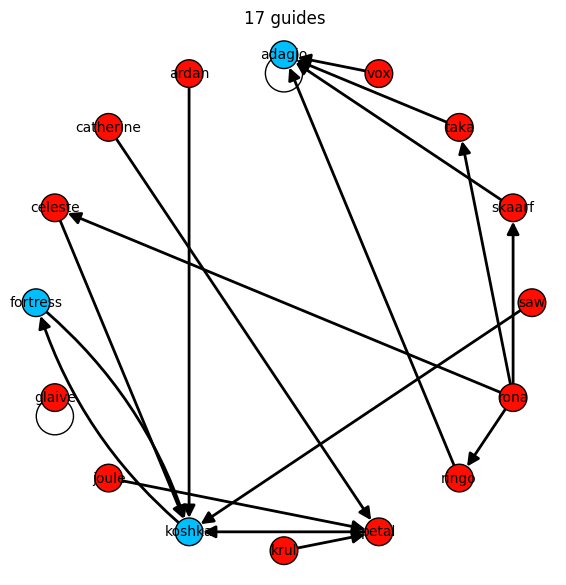 17 guides
adagio
ardan
vox
catherine
taka
celeste
skaarf
fortress
saw
glaive
rona
joule
ringo
koshka
petal
krul